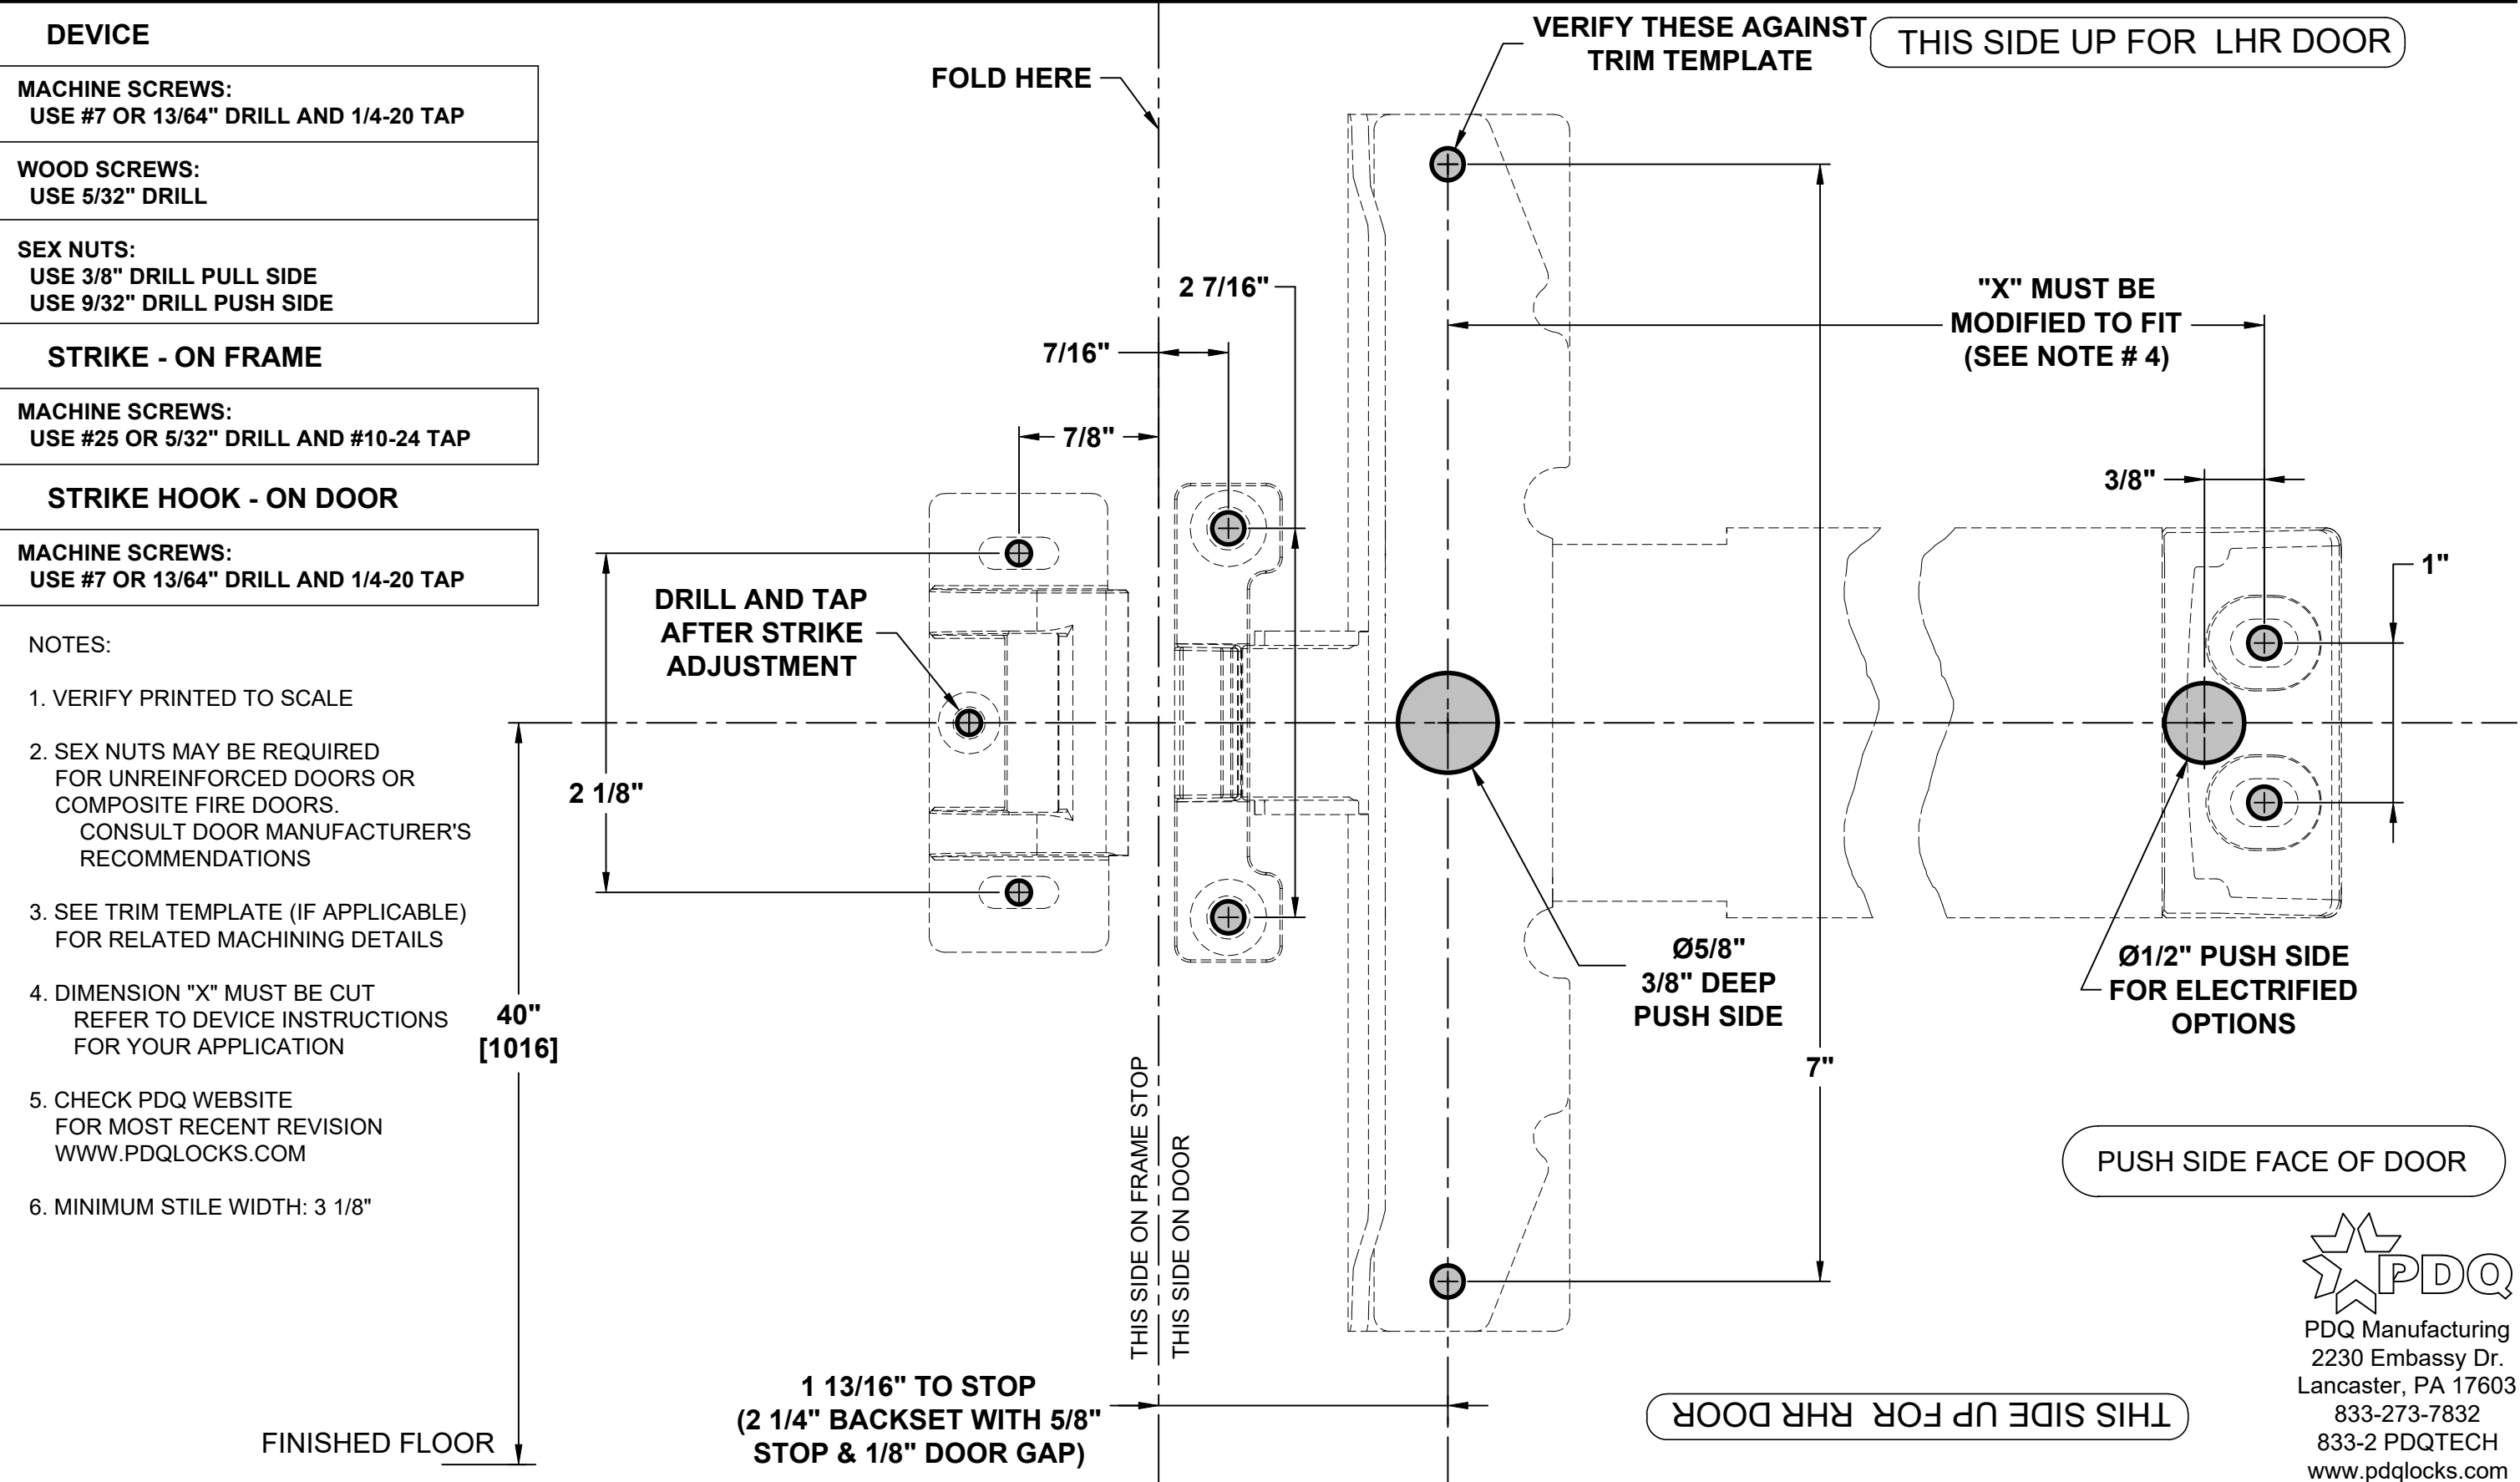 DEVICE
MACHINE SCREWS:
USE #7 OR 13/64" DRILL AND 1/4-20 TAP
WOOD SCREWS:
USE 5/32" DRILL
SEX NUTS:
USE 3/8" DRILL PULL SIDE
USE 9/32" DRILL PUSH SIDE
STRIKE - ON FRAME
MACHINE SCREWS:
USE #25 OR 5/32" DRILL AND #10-24 TAP
STRIKE HOOK - ON DOOR
MACHINE SCREWS:
USE #7 OR 13/64" DRILL AND 1/4-20 TAP
NOTES:
1. VERIFY PRINTED TO SCALE
2. SEX NUTS MAY BE REQUIRED
FOR UNREINFORCED DOORS OR
COMPOSITE FIRE DOORS.
CONSULT DOOR MANUFACTURER'S
RECOMMENDATIONS
3. SEE TRIM TEMPLATE (IF APPLICABLE)
FOR RELATED MACHINING DETAILS
4. DIMENSION "X" MUST BE CUT
REFER TO DEVICE INSTRUCTIONS
FOR YOUR APPLICATION
5. CHECK PDQ WEBSITE
FOR MOST RECENT REVISION
WWW.PDQLOCKS.COM
6. MINIMUM STILE WIDTH: 3 1/8"
40"
[1016]
FINISHED FLOOR
FOLD HERE
VERIFY THESE AGAINST
TRIM TEMPLATE
THIS SIDE UP FOR LHR DOOR
2 7/16"
7/16"
7/8"
"X" MUST BE
MODIFIED TO FIT
(SEE NOTE # 4)
3/8"
1"
DRILL AND TAP
AFTER STRIKE
ADJUSTMENT
2 1/8"
Ø5/8"
3/8" DEEP
PUSH SIDE
7"
Ø1/2" PUSH SIDE
FOR ELECTRIFIED
OPTIONS
THIS SIDE ON FRAME STOP
THIS SIDE ON DOOR
PUSH SIDE FACE OF DOOR
1 13/16" TO STOP
(2 1/4" BACKSET WITH 5/8"
STOP & 1/8" DOOR GAP)
THIS SIDE UP FOR RHR DOOR
PDQ
PDQ Manufacturing
2230 Embassy Dr.
Lancaster, PA 17603
833-273-7832
833-2 PDQTECH
www.pdqlocks.com